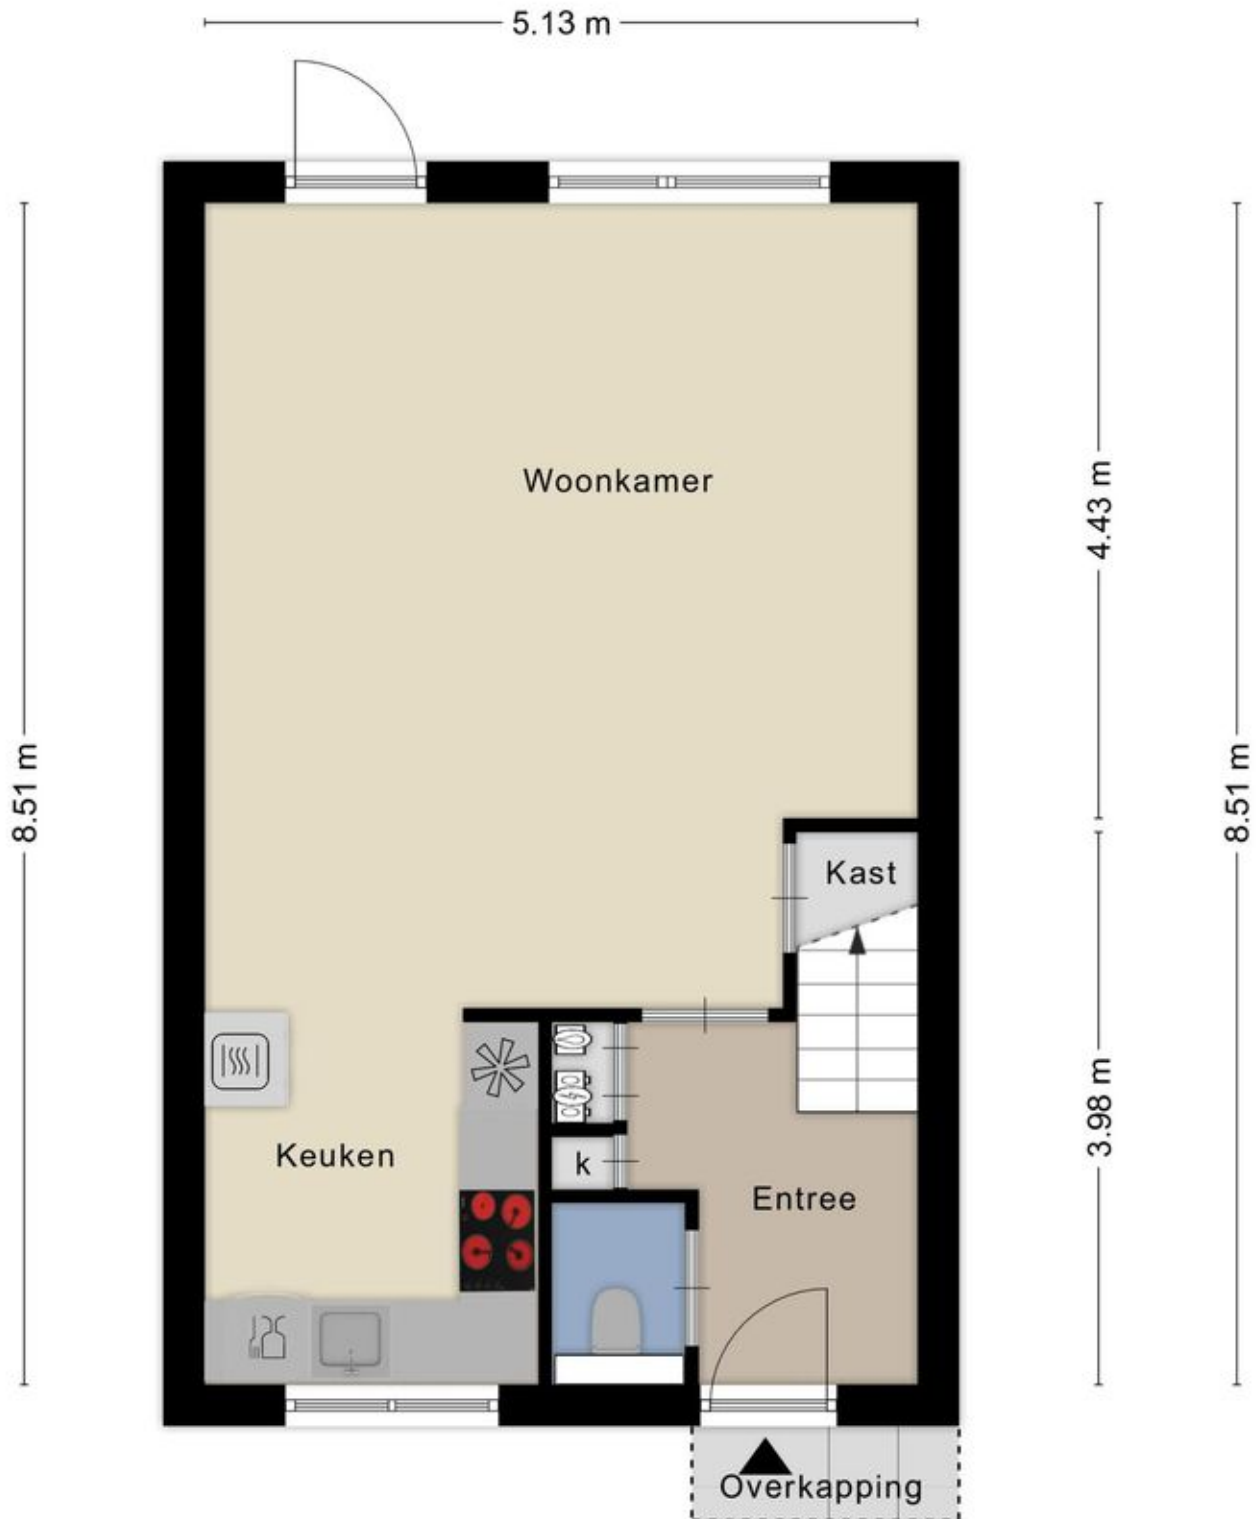 5.13 m
Woonkamer
4.43 m
8.51 m
8.51 m
Kast
3.98 m
Keuken
k
Entree
Overkapping